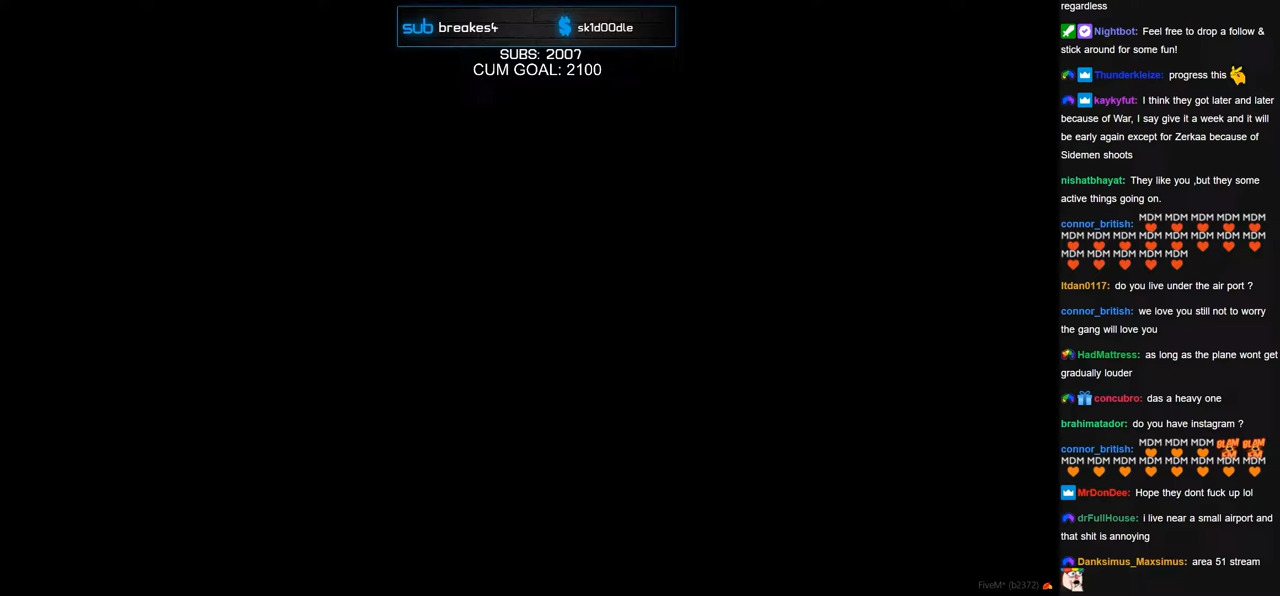 sub breakes4 $ sk1d00dle
SUBS: 2007
CUM GOAL: 2100
regardless
Nightbot: Feel free to drop a follow &
stick around for some fun!
Thunderkleize: progress this
kaykyfut: I think they got later and later
because of War, I say give it a week and it will
be early again except for Zerkaa because of
Sidemen shoots
nishatbhayat: They like you ,but they some
active things going on.
connor_british: MDM MDM MDM MDM MDM
MDM MDM MDM MDM MDM MDM MDM MDM
MDM MDM MDM MDM MDM
ltdan0117: do you live under the air port ?
connor_british: we love you still not to worry
the gang will love you
HadMattress: as long as the plane wont get
gradually louder
concubro: das a heavy one
brahimatador: do you have instagram ?
connor_british: MDM MDM MDM BLAM BLAM
MDM MDM MDM MDM MDM MDM MDM MDM
MrDonDee: Hope they dont fuck up lol
drFullHouse: i live near a small airport and
that shit is annoying
Danksimus_Maxsimus: area 51 stream
FiveM* (b2372)